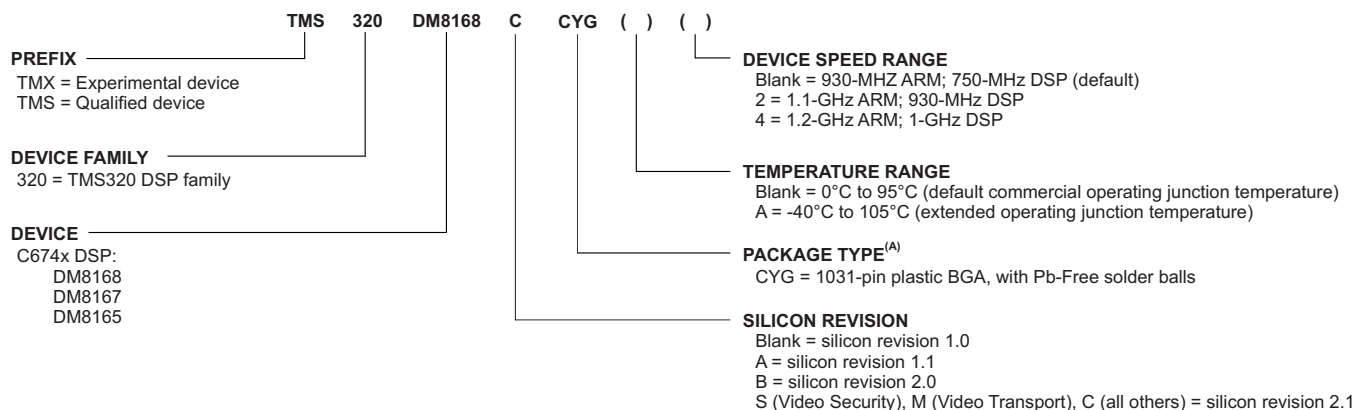 TMS 320 DM8168 C CYG ( ) ( )
PREFIX
TMX = Experimental device
TMS = Qualified device
DEVICE FAMILY
320 = TMS320 DSP family
DEVICE
C674x DSP:
DM8168
DM8167
DM8165
DEVICE SPEED RANGE
Blank = 930-MHZ ARM; 750-MHz DSP (default)
2 = 1.1-GHz ARM; 930-MHz DSP
4 = 1.2-GHz ARM; 1-GHz DSP
TEMPERATURE RANGE
Blank = 0°C to 95°C (default commercial operating junction temperature)
A = -40°C to 105°C (extended operating junction temperature)
PACKAGE TYPE(A)
CYG = 1031-pin plastic BGA, with Pb-Free solder balls
SILICON REVISION
Blank = silicon revision 1.0
A = silicon revision 1.1
B = silicon revision 2.0
S (Video Security), M (Video Transport), C (all others) = silicon revision 2.1